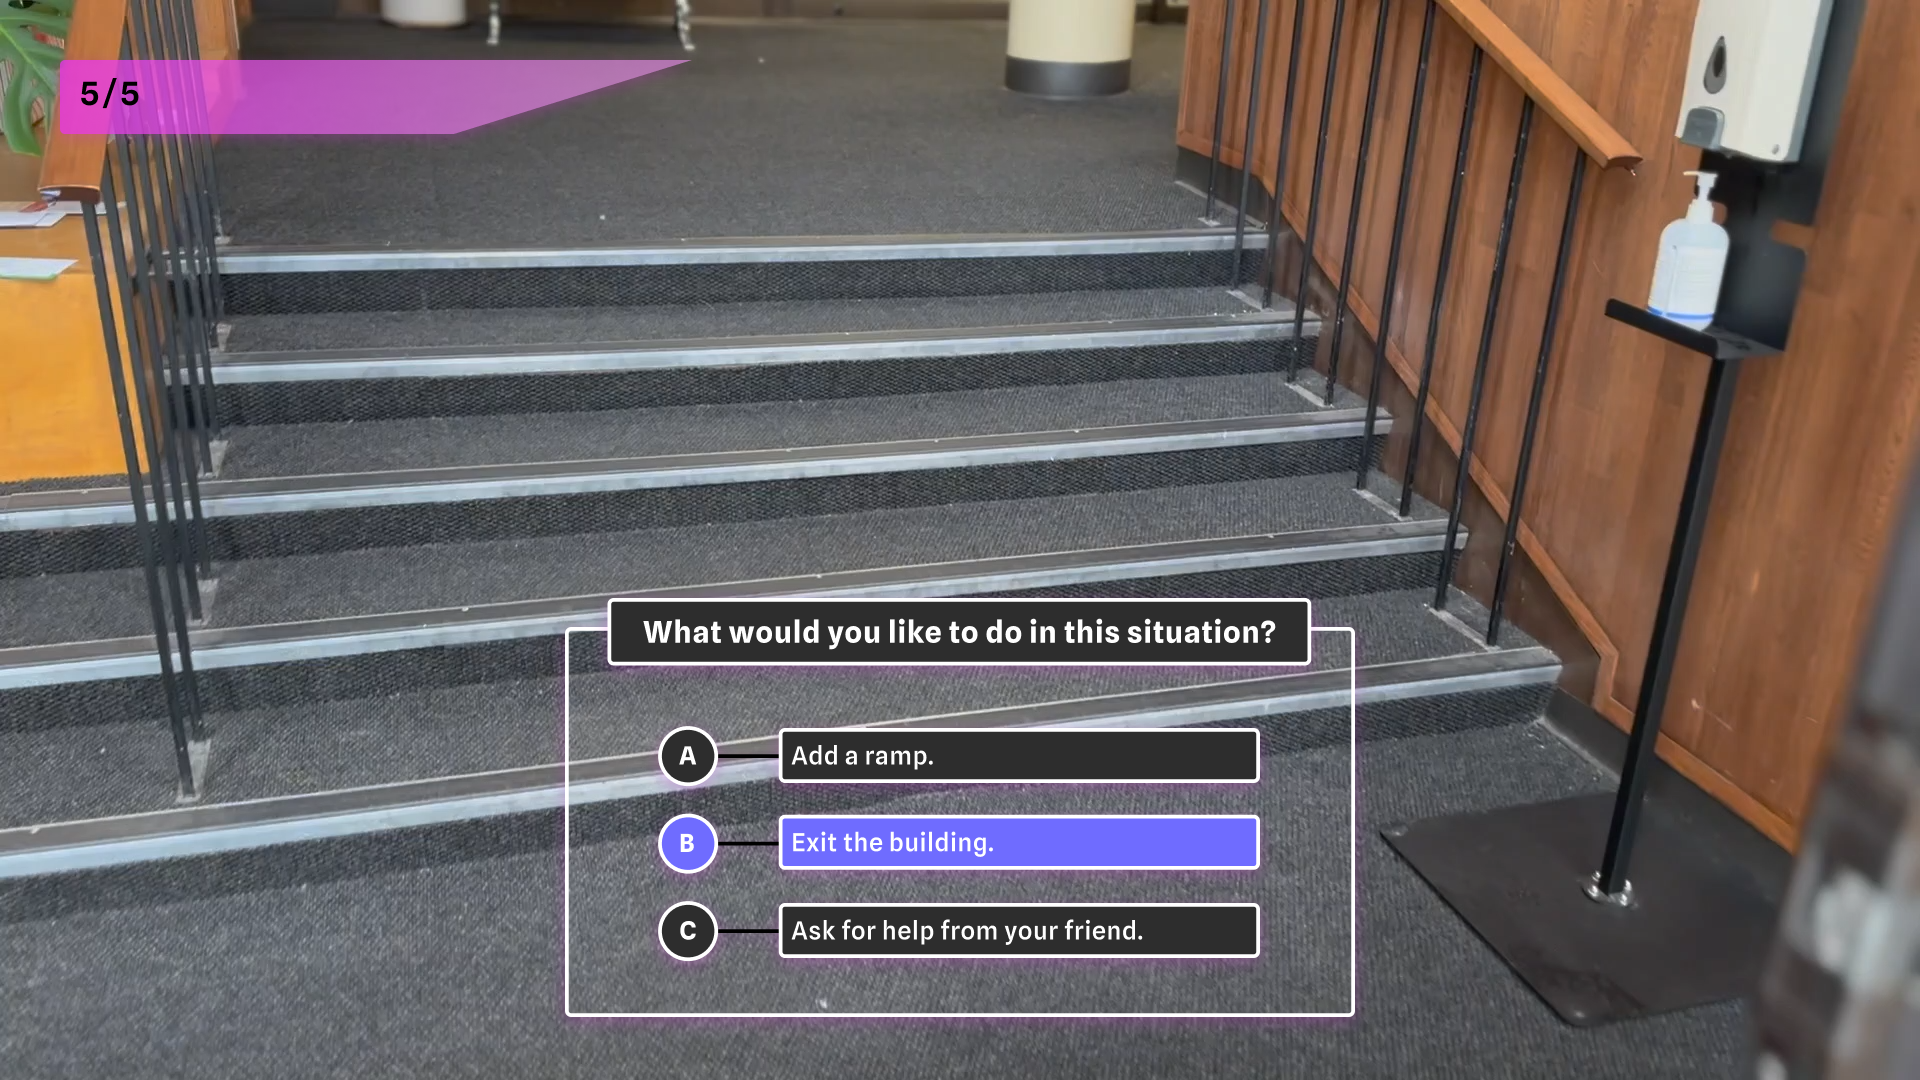 5/5
What would you like to do in this situation?
A Add a ramp.
B Exit the building.
C Ask for help from your friend.